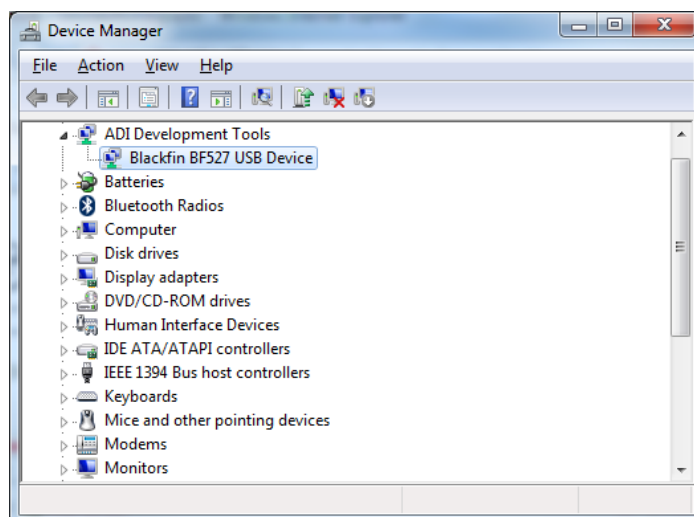 Device Manager
File Action View Help
ADI Development Tools
Blackfin BF527 USB Device
Batteries
Bluetooth Radios
Computer
Disk drives
Display adapters
DVD/CD-ROM drives
Human Interface Devices
IDE ATA/ATAPI controllers
IEEE 1394 Bus host controllers
Keyboards
Mice and other pointing devices
Modems
Monitors